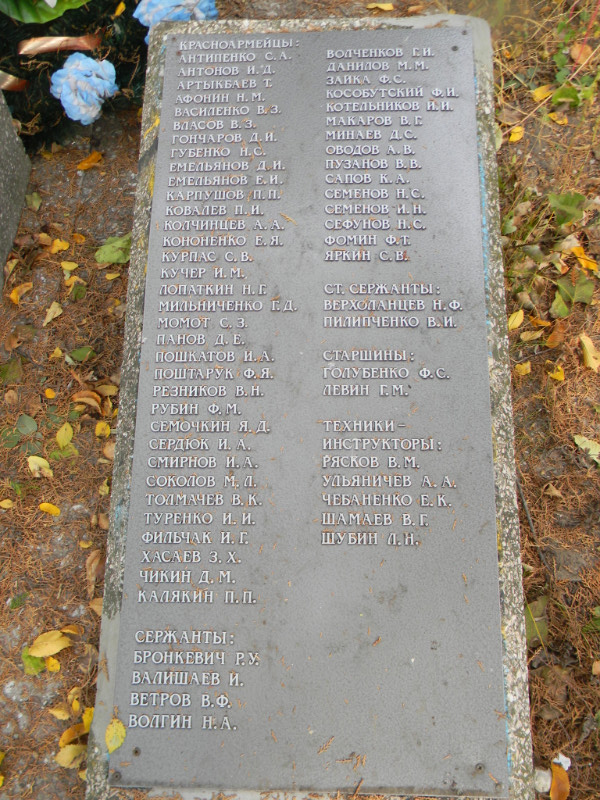 КРАСНОАРМЕЙЦЫ:
АНТИПЕНКО С.А.
АНТОНОВ И.Д.
АРТЫКБАЕВ Т.
АФОНИН Н.М.
ВАСИЛЕНКО В.З.
ВЛАСОВ В.З.
ГОНЧАРОВ Д.И.
ГУБЕНКО Н.С.
ЕМЕЛЬЯНОВ Д.И.
ЕМЕЛЬЯНОВ Е.И.
КАРПУШОВ П.П.
КОВАЛЕВ П.И.
КОЛЧИНЦЕВ А.А.
КОНОНЕНКО Е.Я.
КУРПАС С.В.
КУЧЕР И.М.
ЛОПАТКИН Н.Г.
МИЛЬНИЧЕНКО Г.Д.
МОМОТ С.З.
ПАНОВ Д.Е.
ПОШКАТОВ И.А.
ПОШТАРУК Ф.Я.
РЕЗНИКОВ В.Н.
РУБИН Ф.М.
СЕМОЧКИН Я.Д.
СЕРДЮК И.А.
СМИРНОВ И.А.
СОКОЛОВ М.Л.
ТОЛМАЧЕВ В.К.
ТУРЕНКО И.И.
ФИЛЬЧАК И.Г.
ХАСАЕВ З.Х.
ЧИКИН Д.М.
КАЛЯКИН П.П.
СЕРЖАНТЫ:
БРОНКЕВИЧ Р.У.
ВАЛИШАЕВ И.
ВЕТРОВ В.Ф.
ВОЛГИН Н.А.
ВОЛЧЕНКОВ Г.И.
ДАНИЛОВ М.М.
ЗАЙКА Ф.С.
КОСОБУТСКИЙ Ф.И.
КОТЕЛЬНИКОВ И.И.
МАКАРОВ В.Г.
МИНАЕВ Д.С.
ОВОДОВ А.В.
ПУЗАНОВ В.В.
САПОВ К.А.
СЕМЕНОВ Н.С.
СЕМЕНОВ И.Н.
СЕФУНОВ Н.С.
ФОМИН Ф.Т.
ЯРКИН С.В.
СТ. СЕРЖАНТЫ:
ВЕРХОЛАНЦЕВ Н.Ф.
ПИЛИПЧЕНКО В.И.
СТАРШИНЫ:
ГОЛУБЕНКО Ф.С.
ЛЕВИН Г.М.
ТЕХНИКИ-
ИНСТРУКТОРЫ:
РЯСКОВ В.М.
УЛЬЯНИЧЕВ А.А.
ЧЕБАНЕНКО Е.К.
ШАМАЕВ В.Г.
ШУБИН Л.Н.